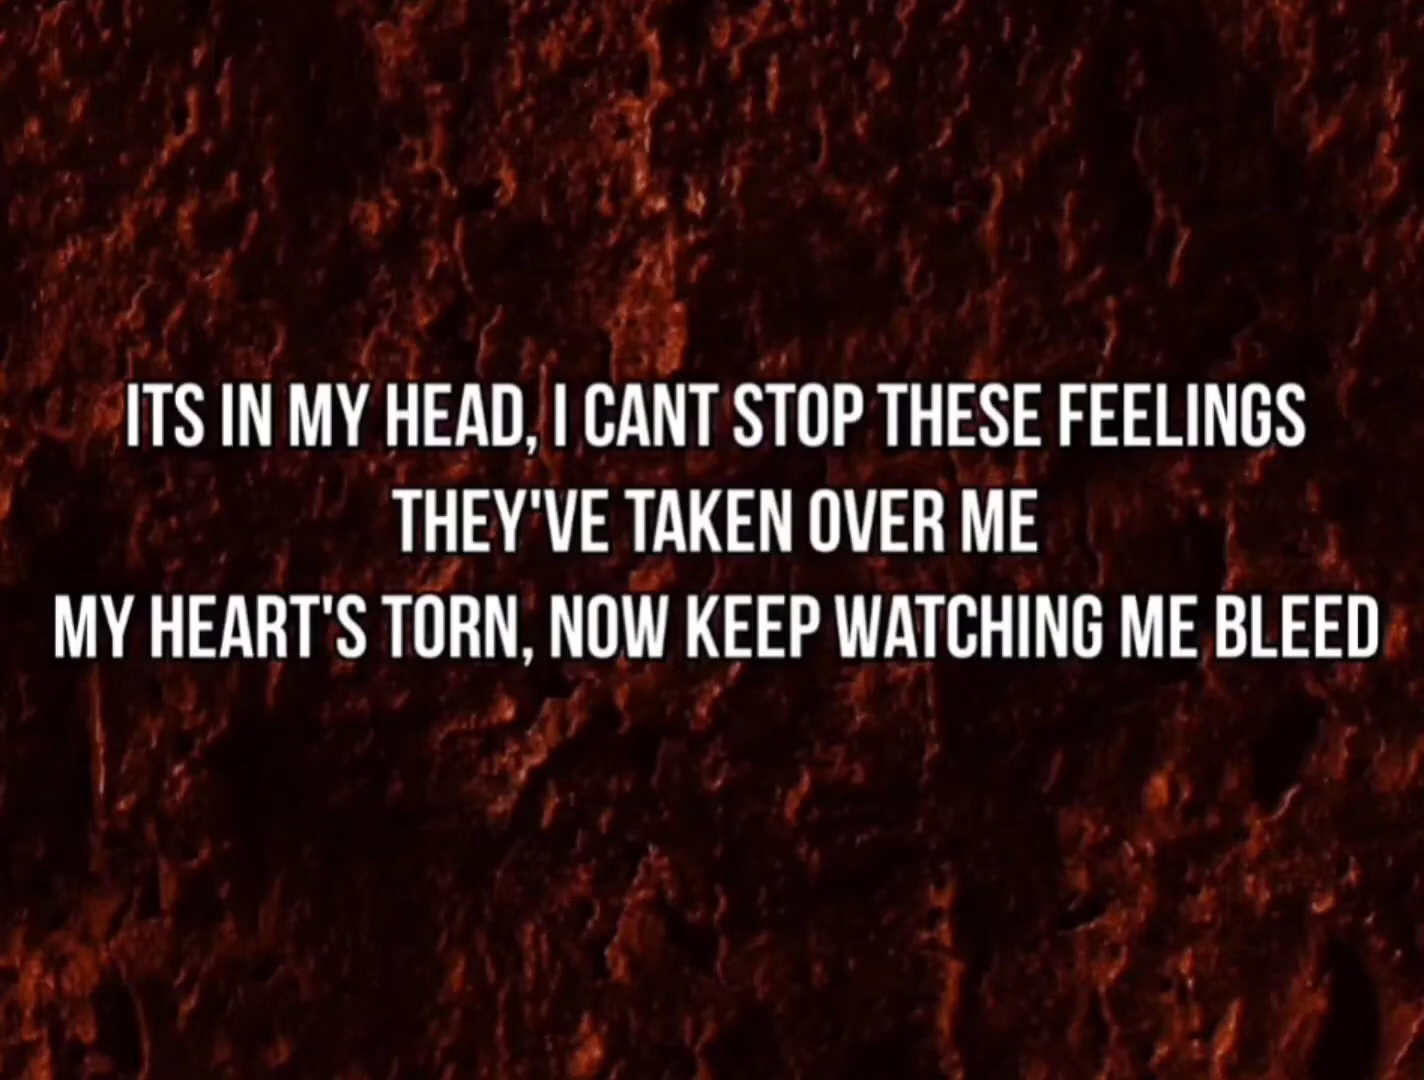 ITS IN MY HEAD, I CANT STOP THESE FEELINGS
THEY'VE TAKEN OVER ME
MY HEART'S TORN, NOW KEEP WATCHING ME BLEED